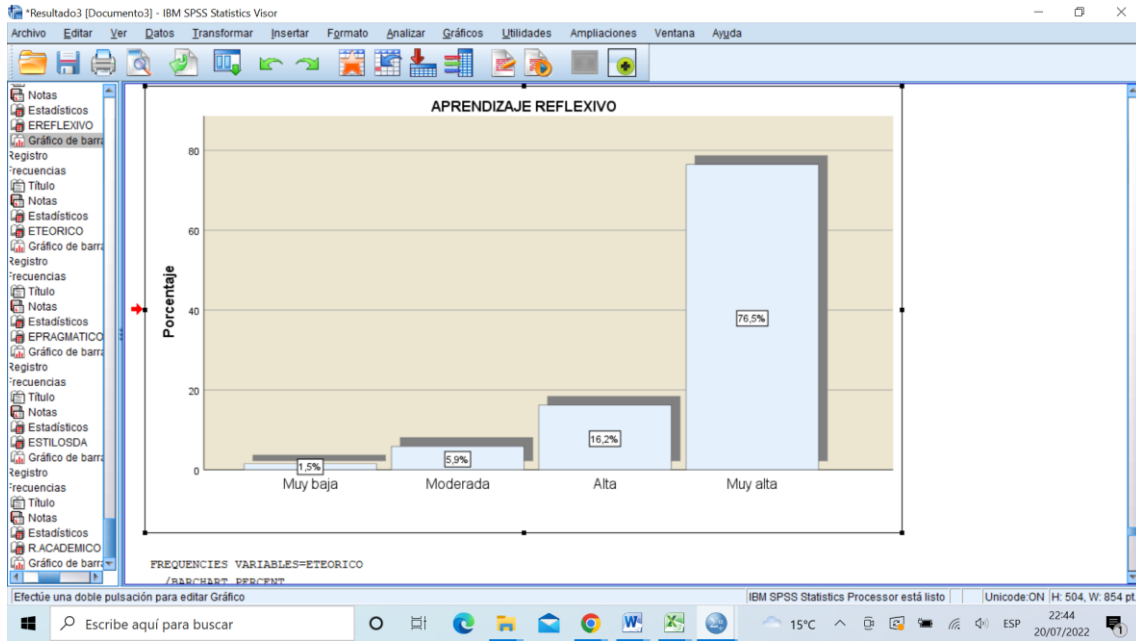 *Resultado3 [Documento3] - IBM SPSS Statistics Visor
Archivo Editar Ver Datos Transformar Insertar Formato Analizar Gráficos Utilidades Ampliaciones Ventana Ayuda
Notas
Estadísticos
EREFLEXIVO
Gráfico de barra
Registro
Frecuencias
Título
Notas
Estadísticos
ETEORICO
Gráfico de barra
Registro
Frecuencias
Título
Notas
Estadísticos
EPRAGMATICO
Gráfico de barra
Registro
Frecuencias
Título
Notas
Estadísticos
ESTILOSDA
Gráfico de barra
Registro
Frecuencias
Título
Notas
Estadísticos
R.ACADEMICO
Gráfico de barra
APRENDIZAJE REFLEXIVO
Porcentaje
80
60
40
20
0
1,5%
5,9%
16,2%
76,5%
Muy baja Moderada Alta Muy alta
FREQUENCIES VARIABLES=ETEORICO
/BARCHART PERCENT
Efectúe una doble pulsación para editar Gráfico
IBM SPSS Statistics Processor está listo
Unicode:ON H: 504, W: 854 pt.
Escribe aquí para buscar
15°C
ESP
22:44
20/07/2022